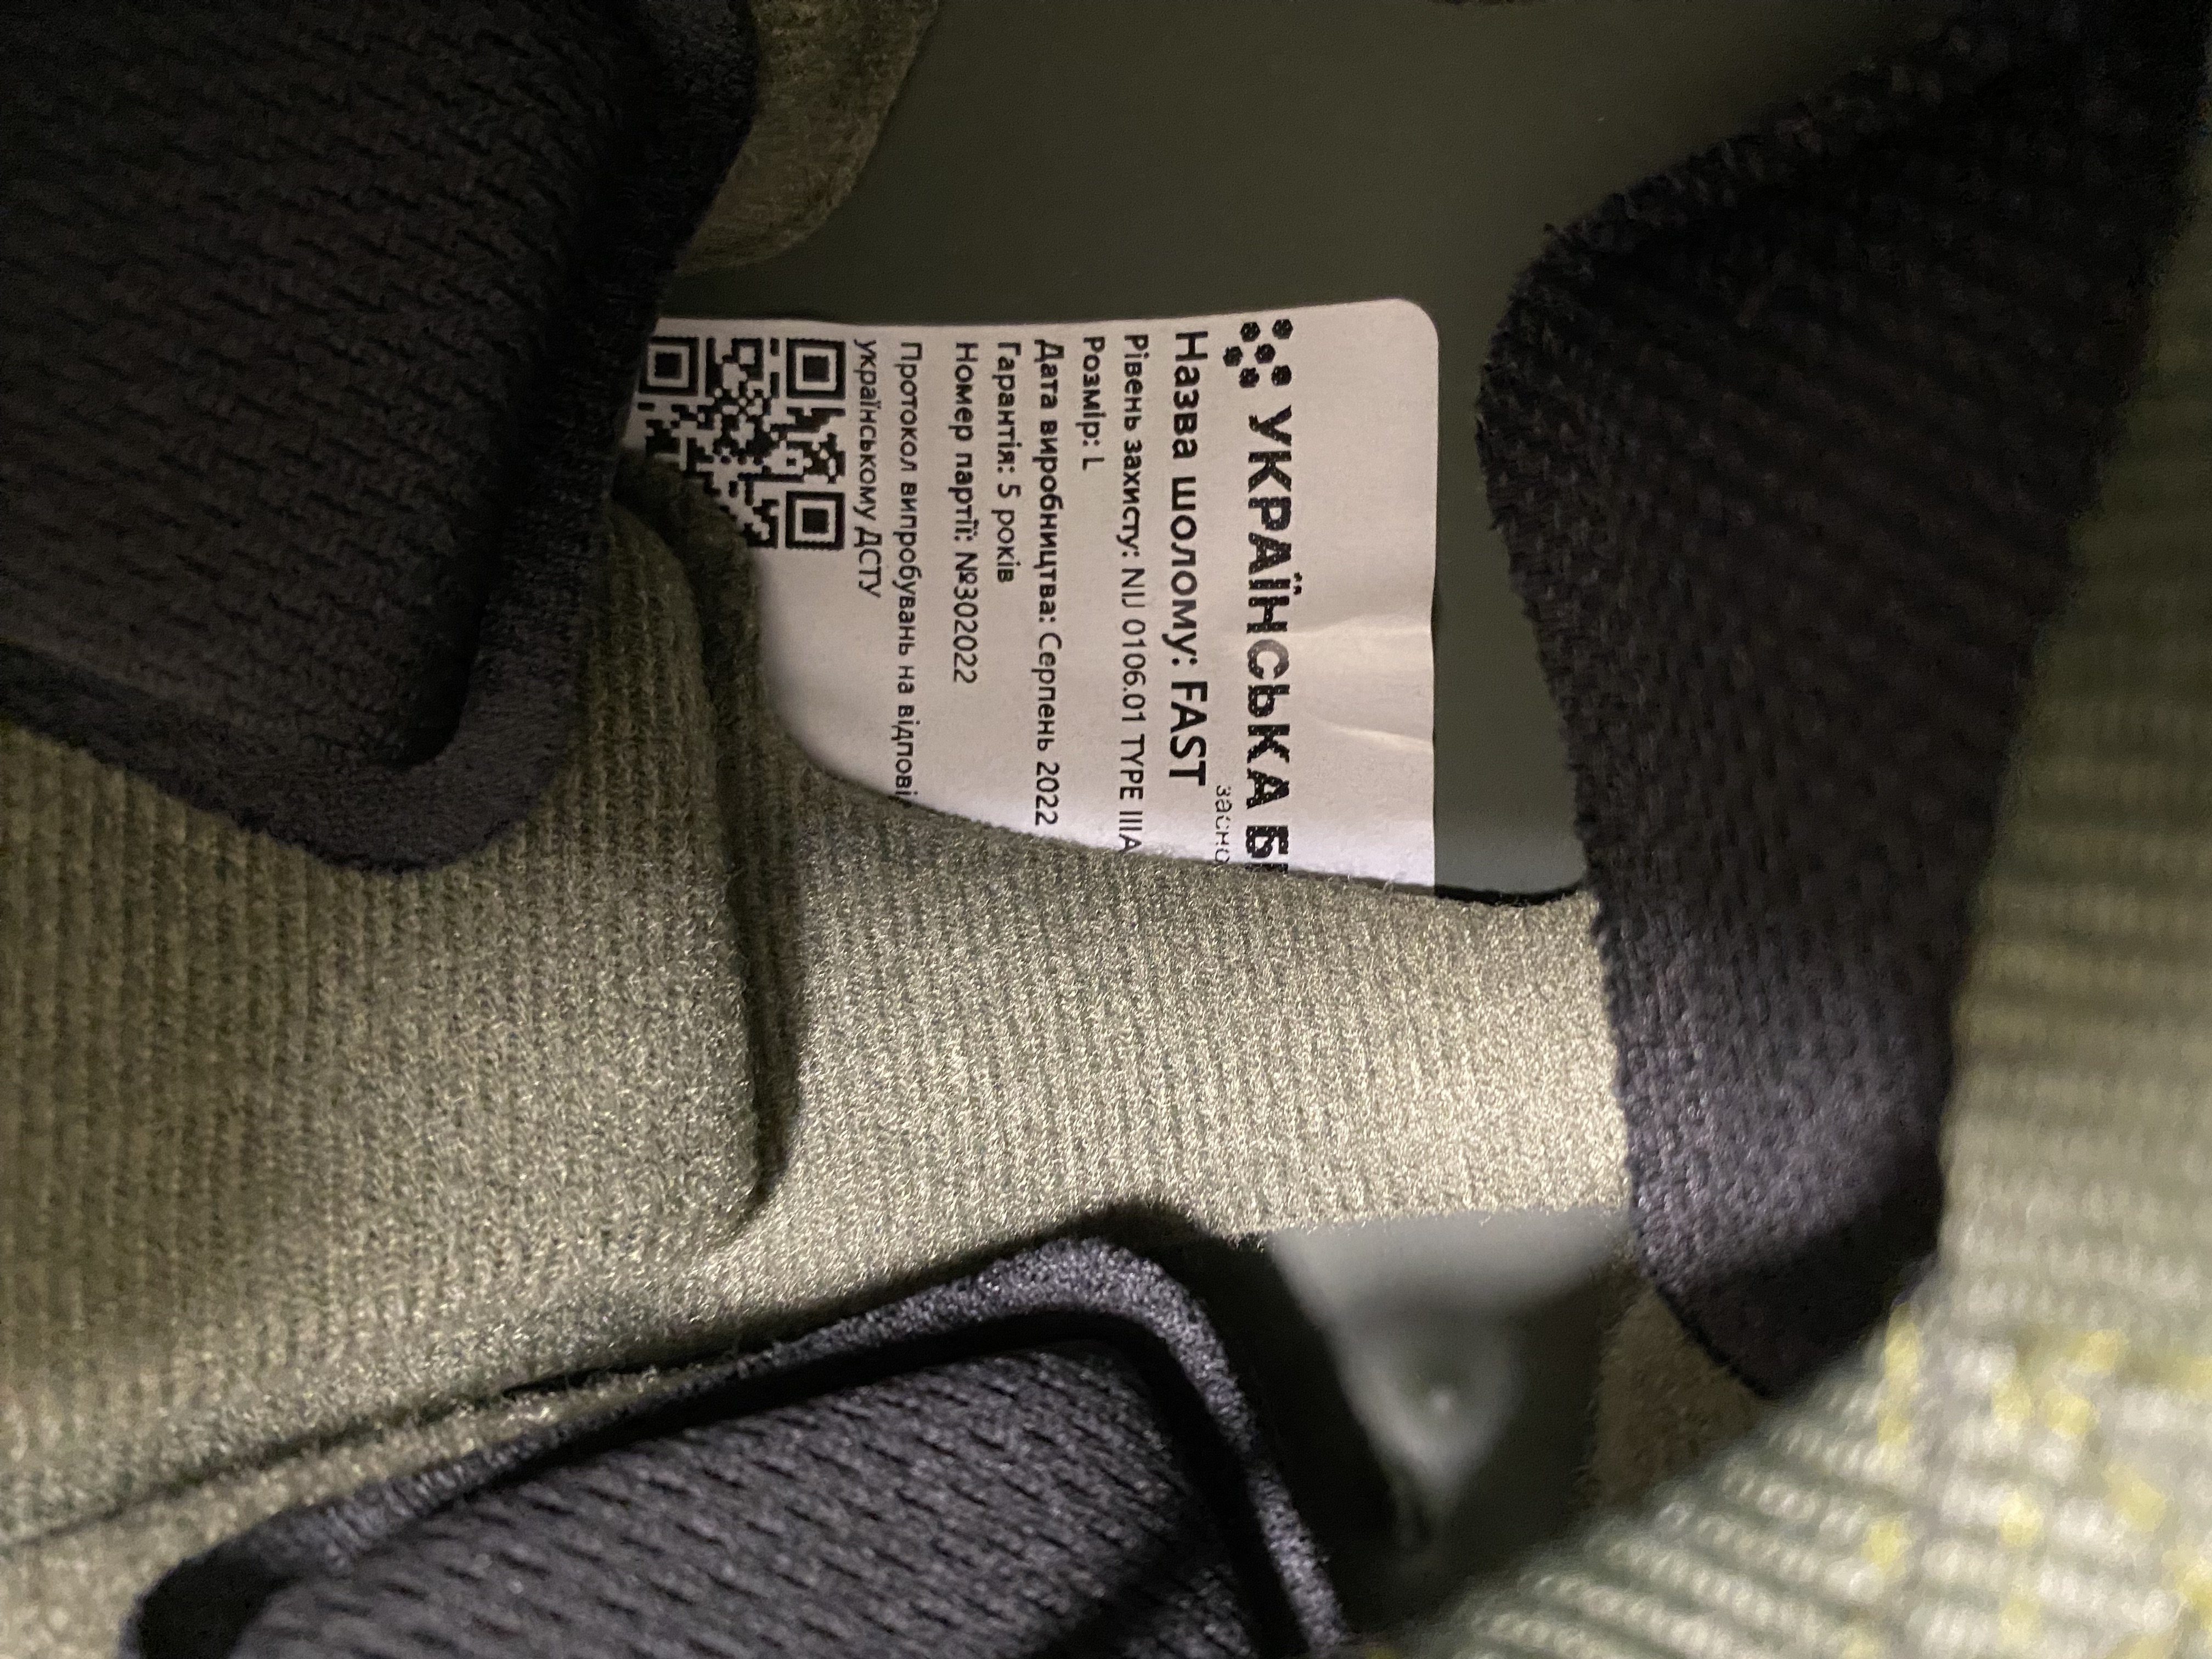 УКРАЇНСЬКА
Назва шолому: FAST
Рівень захисту: NIJ 0106.01 TYPE IIIA
Розмір: L
Дата виробництва: Серпень 2022
Гарантія: 5 років
Номер партії: №302022
Протокол випробувань на
українському ДСТУ